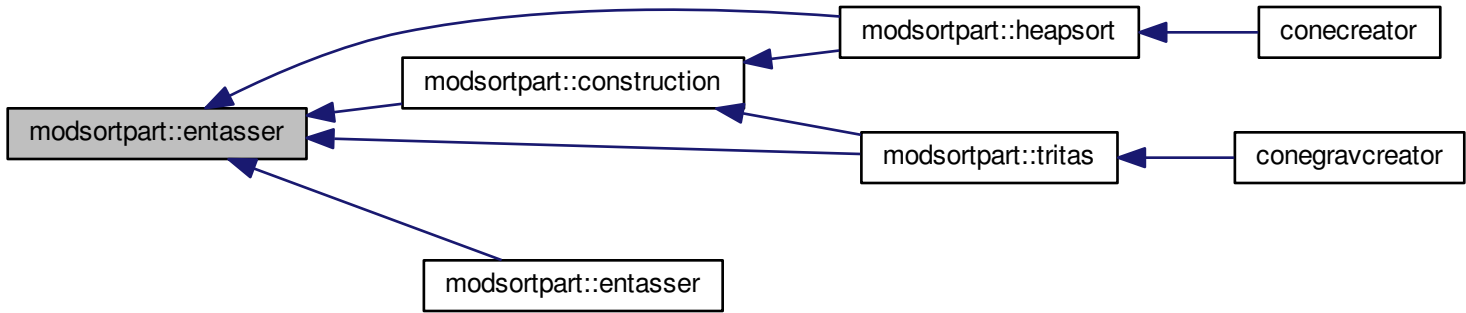 modsortpart::heapsort
conecreator
modsortpart::construction
modsortpart::entasser
modsortpart::tritas
conegravcreator
modsortpart::entasser